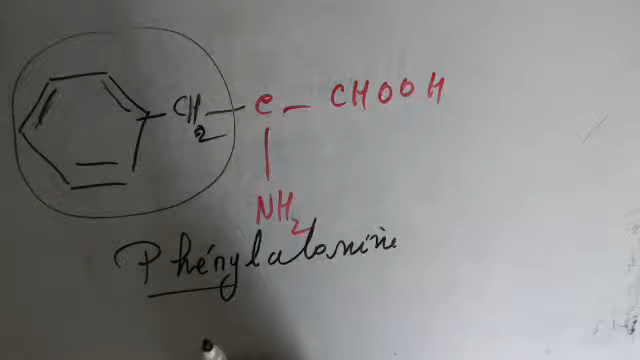 CH2 — C — CHOOH
NH2
Phénylalanine